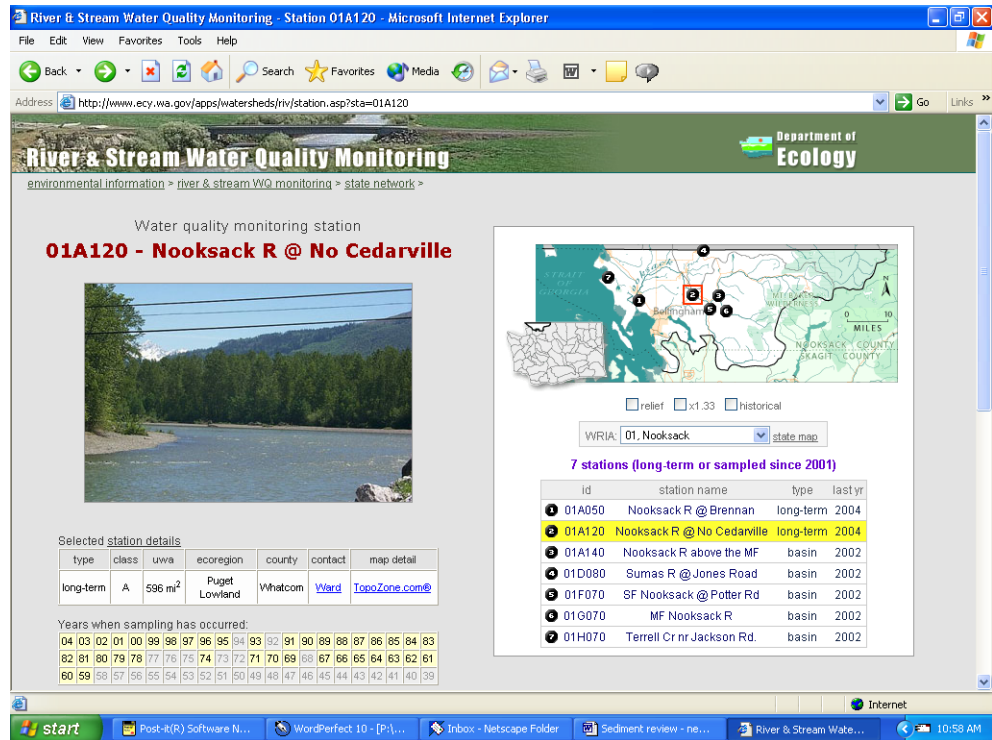 River & Stream Water Quality Monitoring - Station 01A120 - Microsoft Internet Explorer
File Edit View Favorites Tools Help
Back Search Favorites Media
Address http://www.ecy.wa.gov/apps/watersheds/riv/station.asp?sta=01A120 Go Links »
River & Stream Water Quality Monitoring
Department of
Ecology
environmental information > river & stream WQ monitoring > state network >
Water quality monitoring station
01A120 - Nooksack R @ No Cedarville
Selected station details
type class uwa ecoregion county contact map detail
long-term A 596 mi2 Puget Lowland Whatcom Ward TopoZone.com®
Years when sampling has occurred:
04 03 02 01 00 99 98 97 96 95 94 93 92 91 90 89 88 87 86 85 84 83
82 81 80 79 78 77 76 75 74 73 72 71 70 69 68 67 66 65 64 63 62 61
60 59 58 57 56 55 54 53 52 51 50 49 48 47 46 45 44 43 42 41 40 39
STRAIT
OF
GEORGIA
Bellingham
WILDERNESS
N
0 10
MILES
NOOKSACK COUNTY
SKAGIT COUNTY
4
7
1
2
3
5
6
relief x1.33 historical
WRIA: 01, Nooksack state map
7 stations (long-term or sampled since 2001)
id station name type last yr
1 01A050 Nooksack R @ Brennan long-term 2004
2 01A120 Nooksack R @ No Cedarville long-term 2004
3 01A140 Nooksack R above the MF basin 2002
4 01D080 Sumas R @ Jones Road basin 2002
5 01F070 SF Nooksack @ Potter Rd basin 2002
6 01G070 MF Nooksack R basin 2002
7 01H070 Terrell Cr nr Jackson Rd. basin 2002
Internet
start Post-it(R) Software N... WordPerfect 10 - [P:\... Inbox - Netscape Folder Sediment review - ne... River & Stream Wate... 10:58 AM